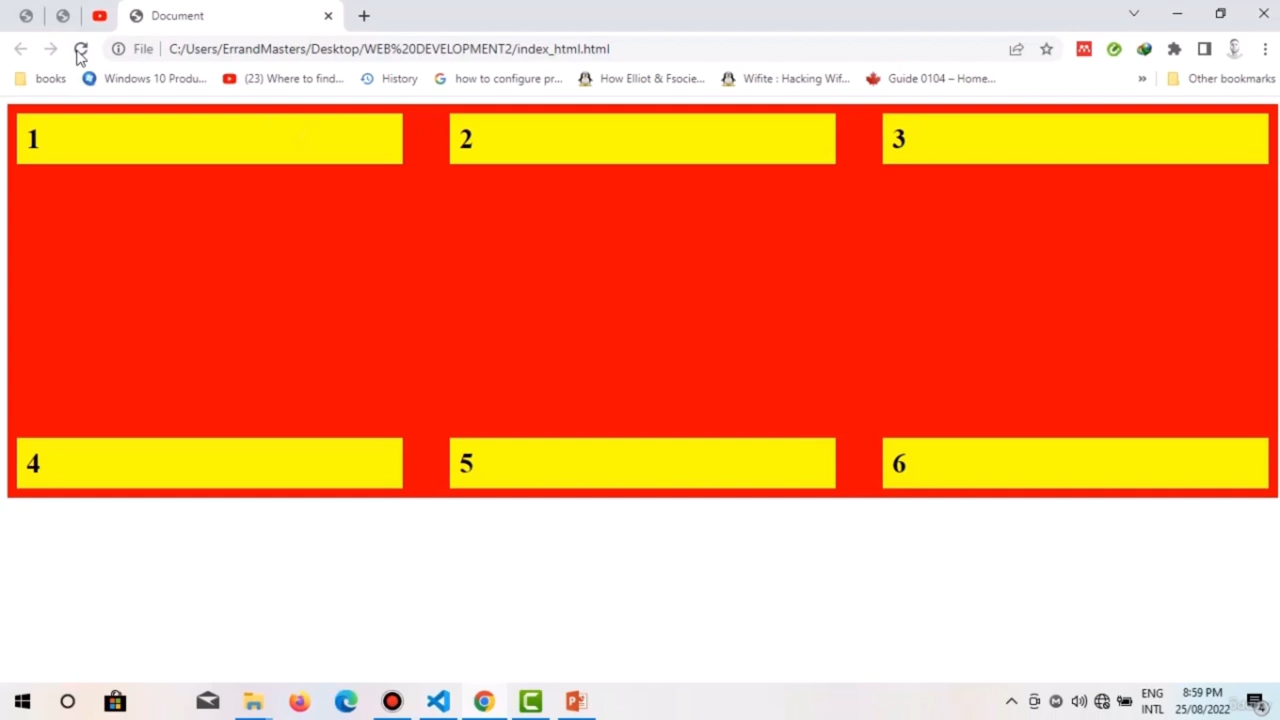 Document
File C:/Users/ErrandMasters/Desktop/WEB%20DEVELOPMENT2/index_html.html
books Windows 10 Produ... (23) Where to find... History how to configure pr... How Elliot & Fsocie... Wifite : Hacking Wif... Guide 0104 – Home... » Other bookmarks
1 2 3
4 5 6
ENG 8:59 PM
INTL 25/08/2022